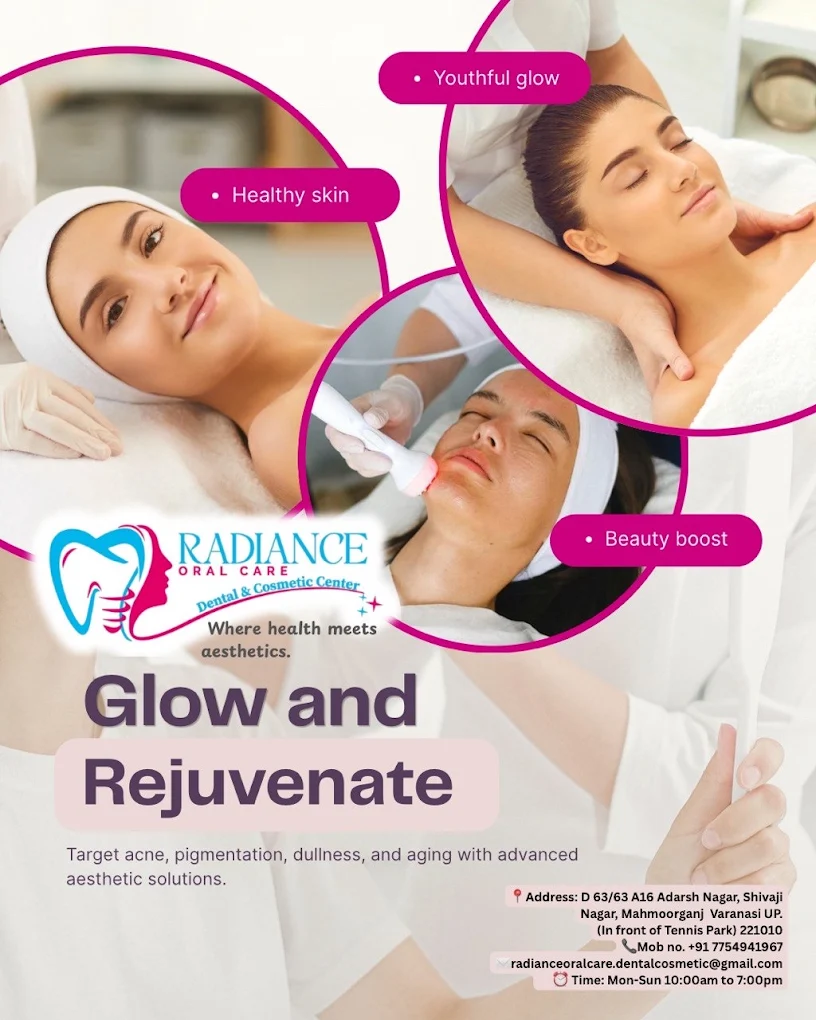 • Youthful glow
• Healthy skin
• Beauty boost
RADIANCE
ORAL CARE
Dental & Cosmetic Center
Where health meets
aesthetics.
Glow and
Rejuvenate
Target acne, pigmentation, dullness, and aging with advanced
aesthetic solutions.
📍Address: D 63/63 A16 Adarsh Nagar, Shivaji
Nagar, Mahmoorganj Varanasi UP.
(In front of Tennis Park) 221010
📞Mob no. +91 7754941967
✉️radianceoralcare.dentalcosmetic@gmail.com
⏰ Time: Mon-Sun 10:00am to 7:00pm